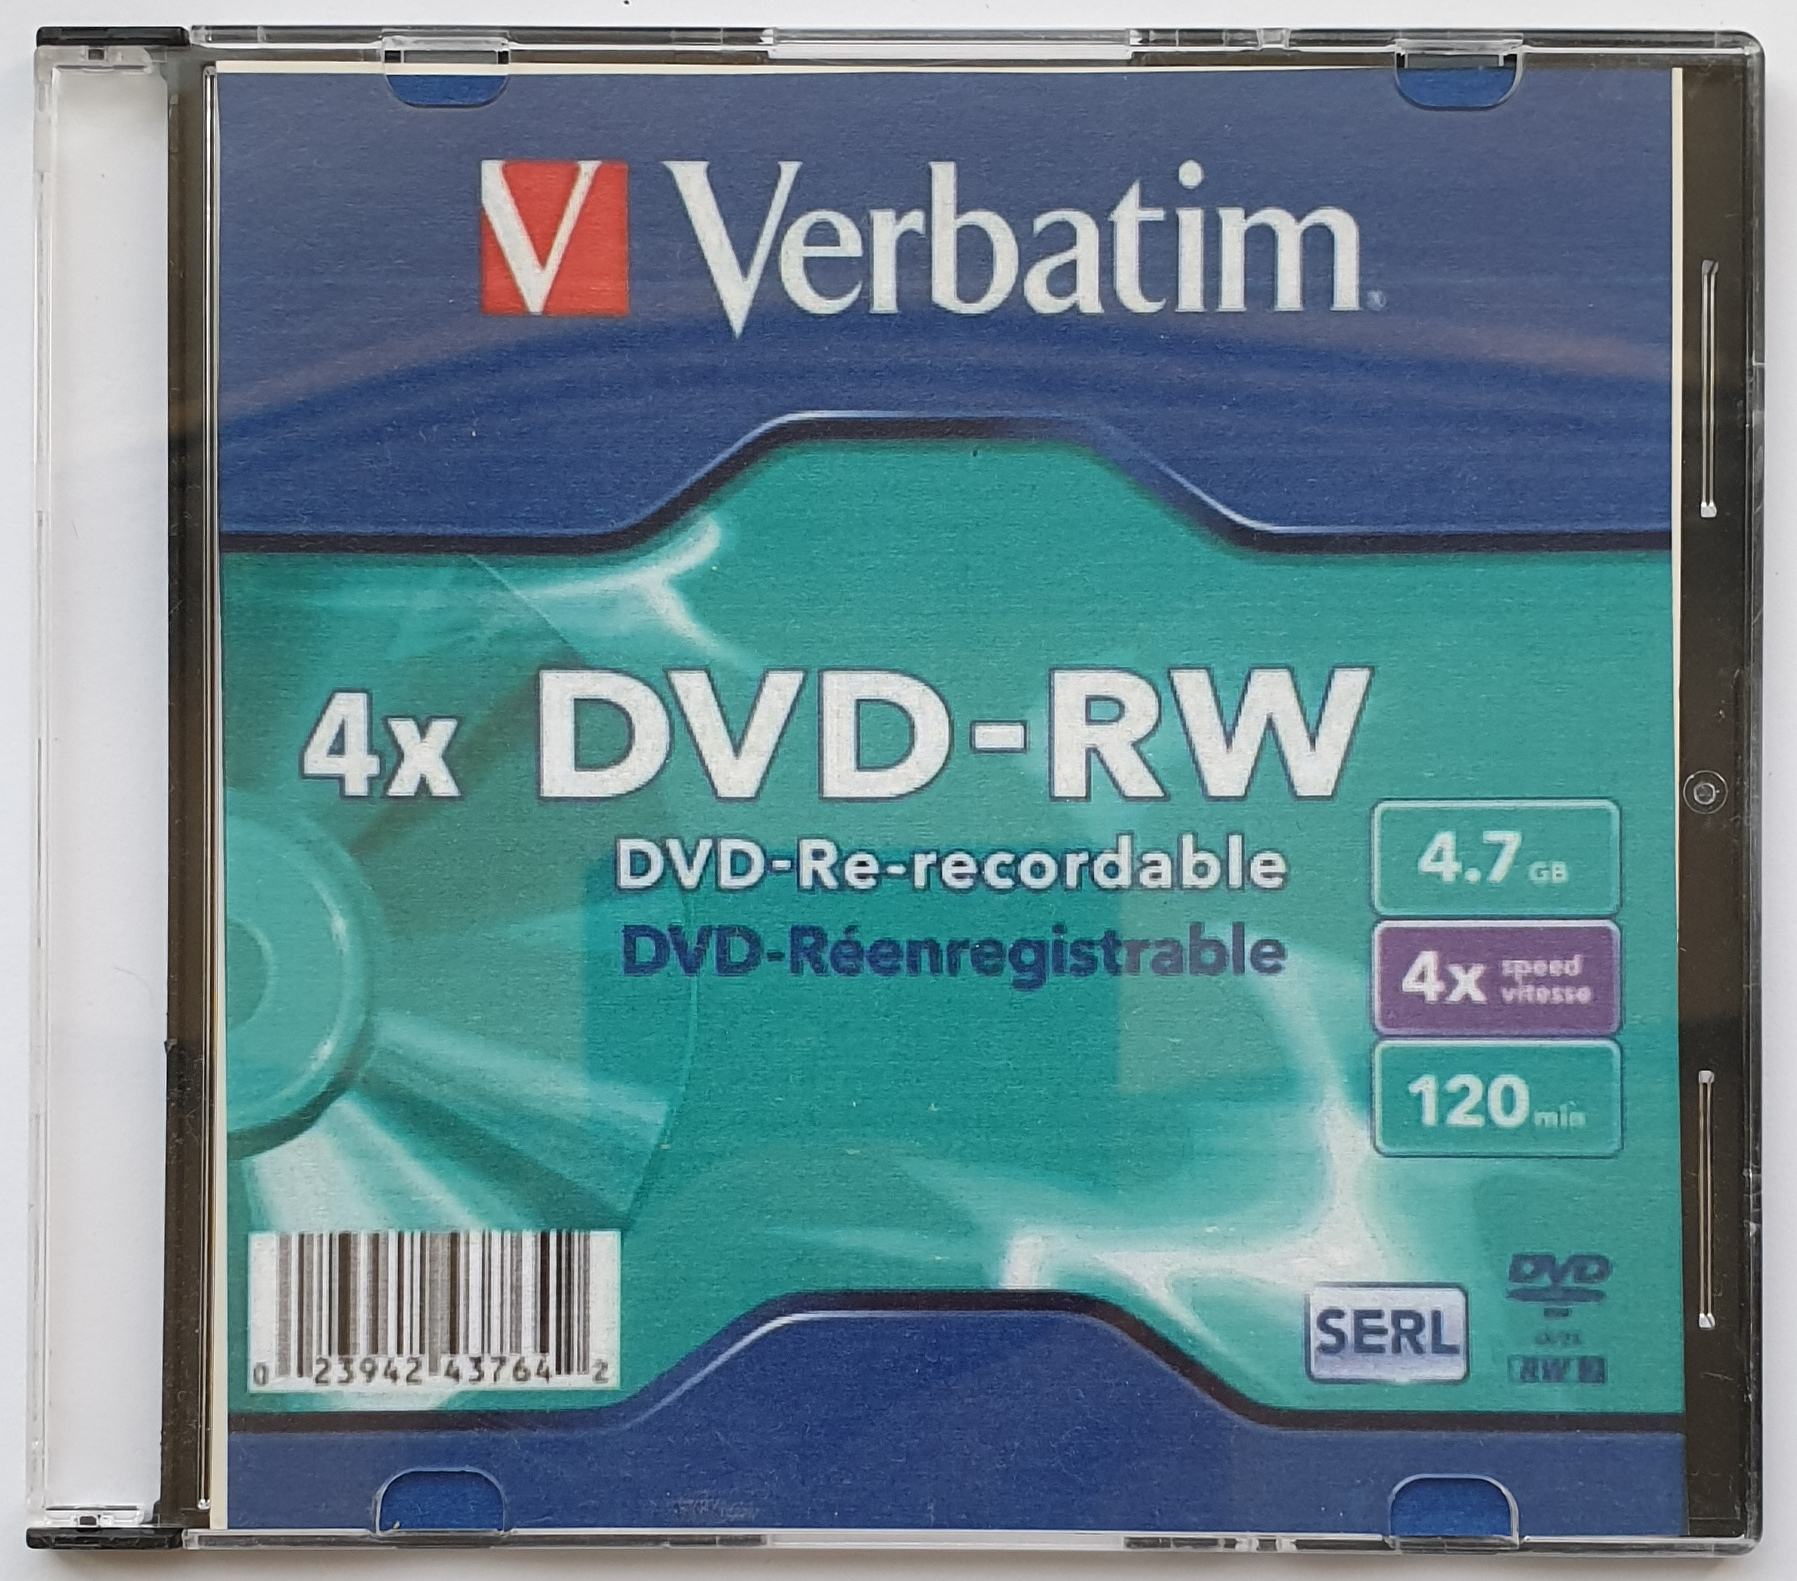 V Verbatim
4x DVD-RW
DVD-Re-recordable
DVD-Réenregistrable
4.7 GB
4x speed
vitesse
120 min
0 23942 43764 2
SERL
DVD
RW